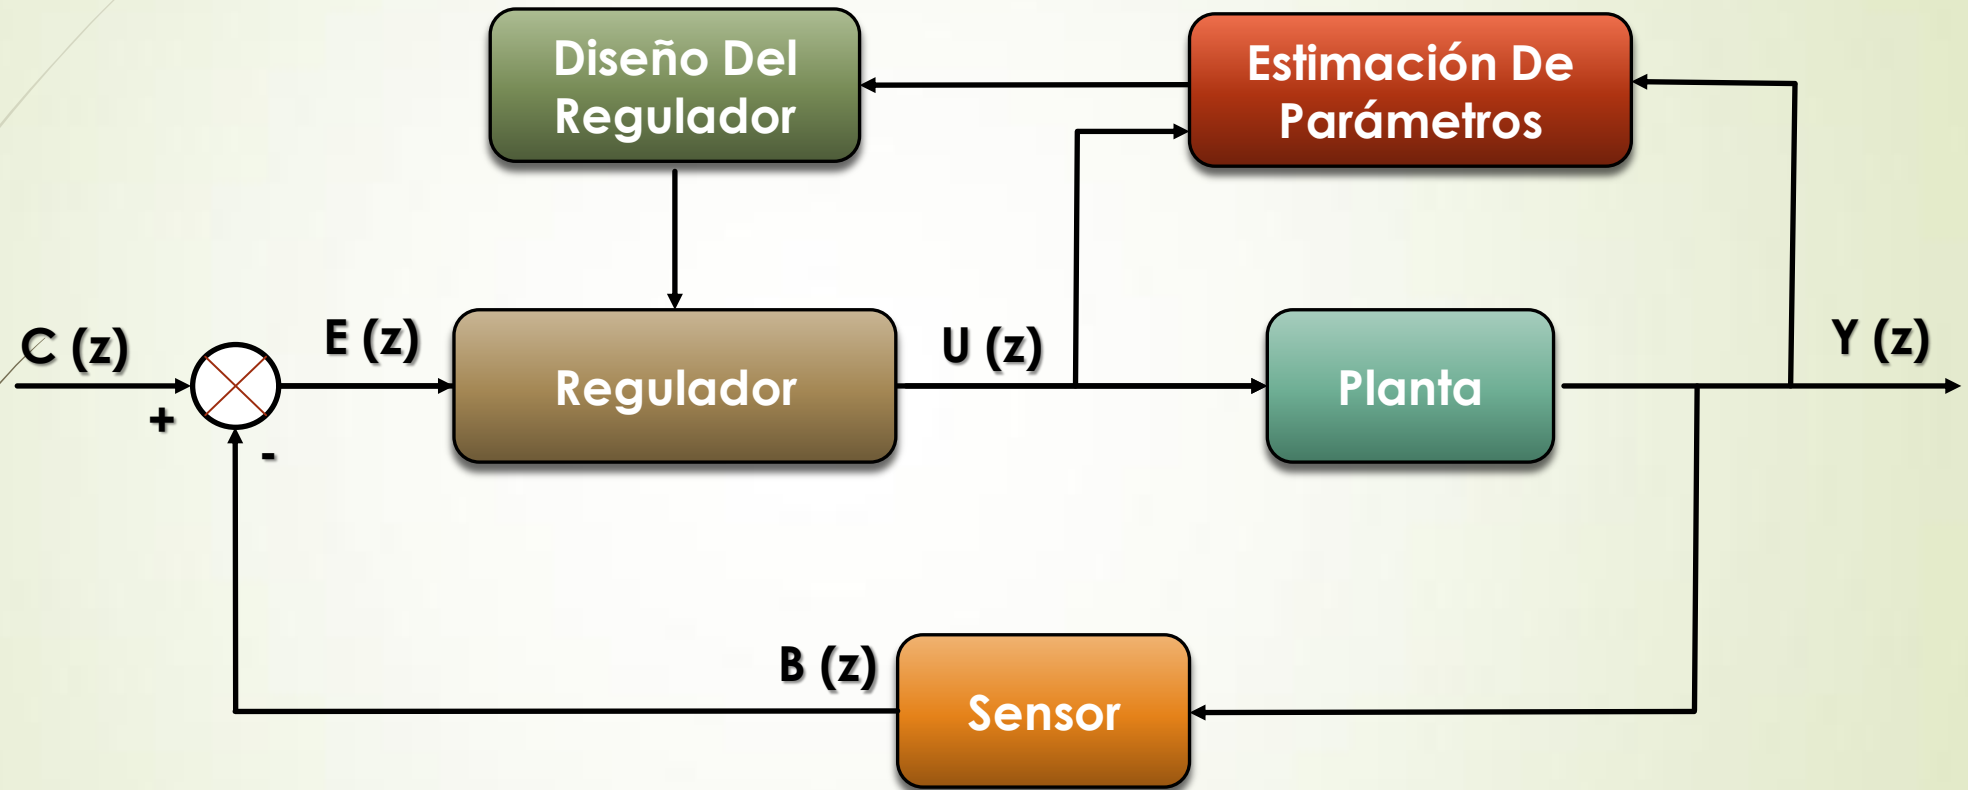 Diseño Del
Regulador
Estimación De
Parámetros
C (z)
+
-
E (z)
Regulador
U (z)
Planta
Y (z)
B (z)
Sensor